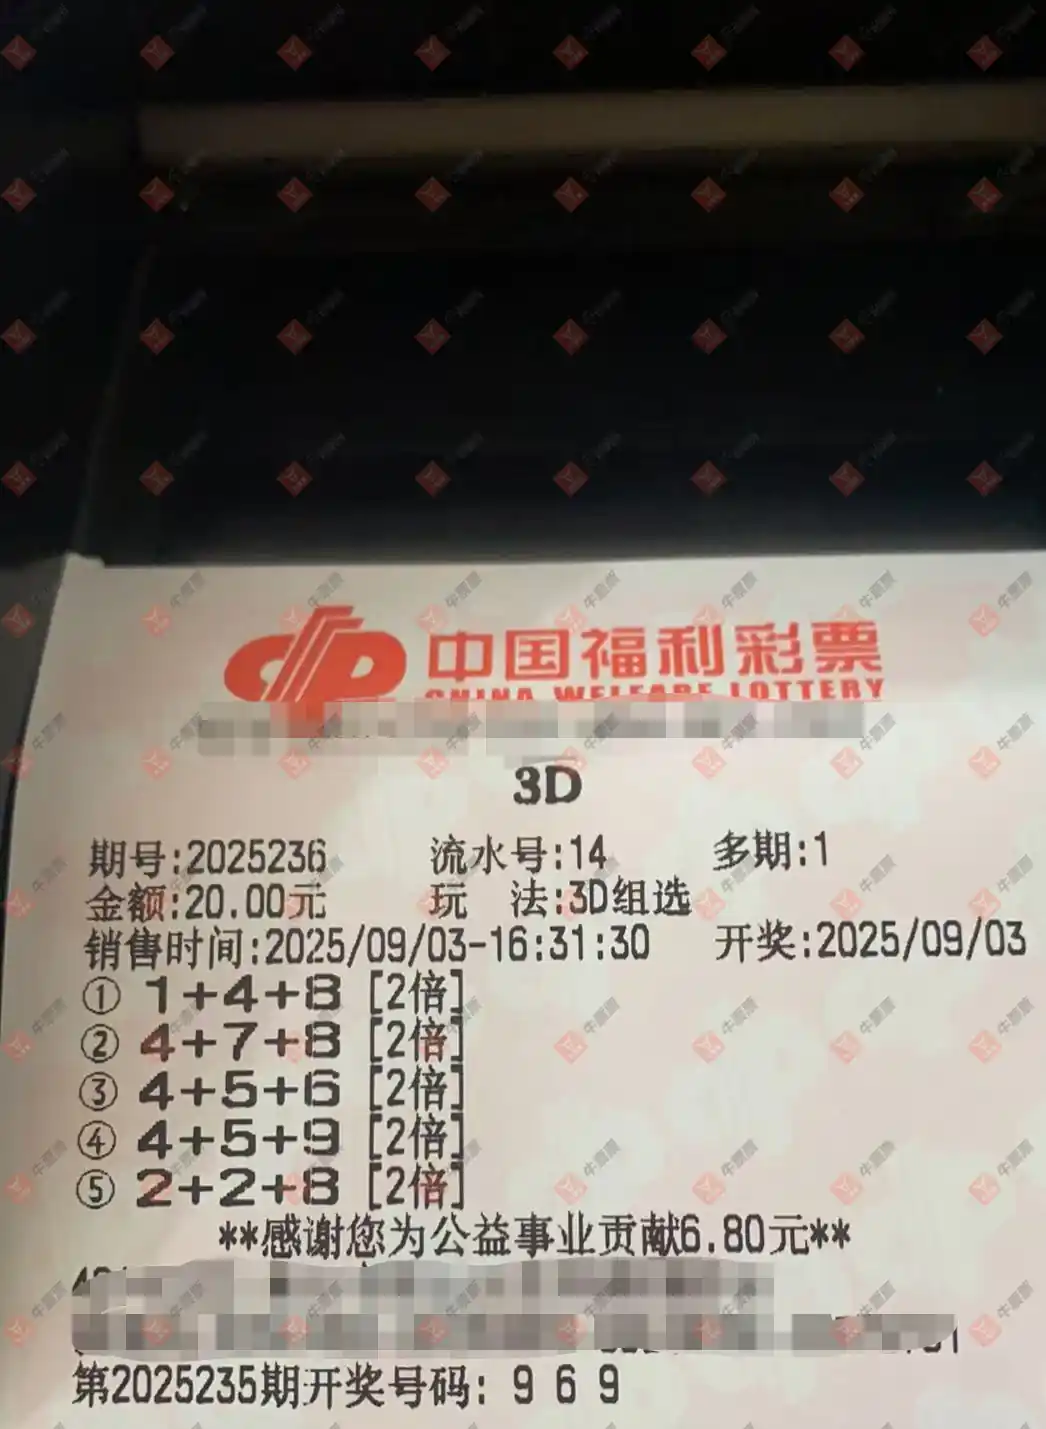 中国福利彩票
CHINA WELFARE LOTTERY
3D
期号:2025236 流水号:14 多期:1
金额:20.00元 玩 法:3D组选
销售时间:2025/09/03-16:31:30 开奖:2025/09/03
① 1+4+8 [2倍]
② 4+7+8 [2倍]
③ 4+5+6 [2倍]
④ 4+5+9 [2倍]
⑤ 2+2+8 [2倍]
**感谢您为公益事业贡献6.80元**
第2025235期开奖号码: 9 6 9